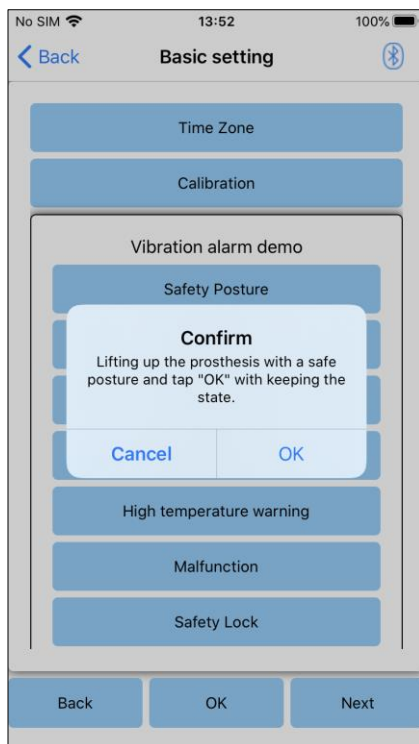 No SIM 13:52 100%
Back Basic setting
Time Zone
Calibration
Vibration alarm demo
Safety Posture
Confirm
Lifting up the prosthesis with a safe
posture and tap "OK" with keeping the
state.
Cancel OK
High temperature warning
Malfunction
Safety Lock
Back OK Next